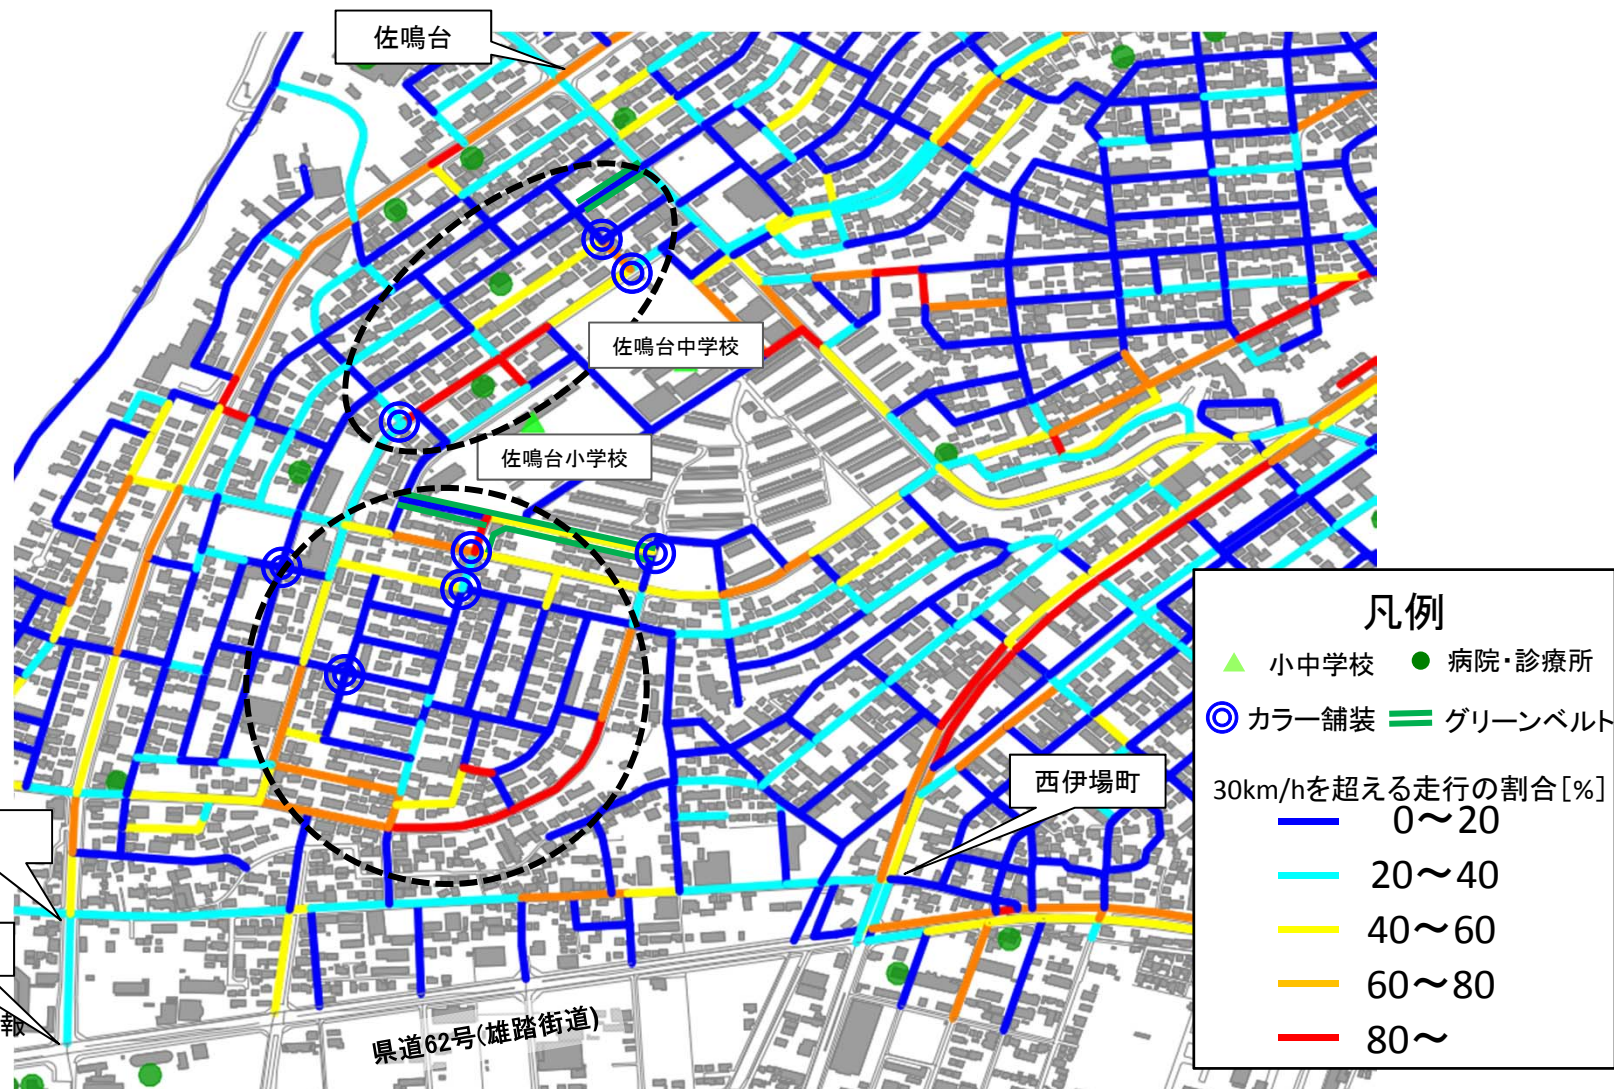 佐鳴台
佐鳴台中学校
佐鳴台小学校
西伊場町
報
県道62号(雄踏街道)
凡例
小中学校
病院・診療所
カラー舗装
グリーンベルト
30km/hを超える走行の割合[%]
0～20
20～40
40～60
60～80
80～